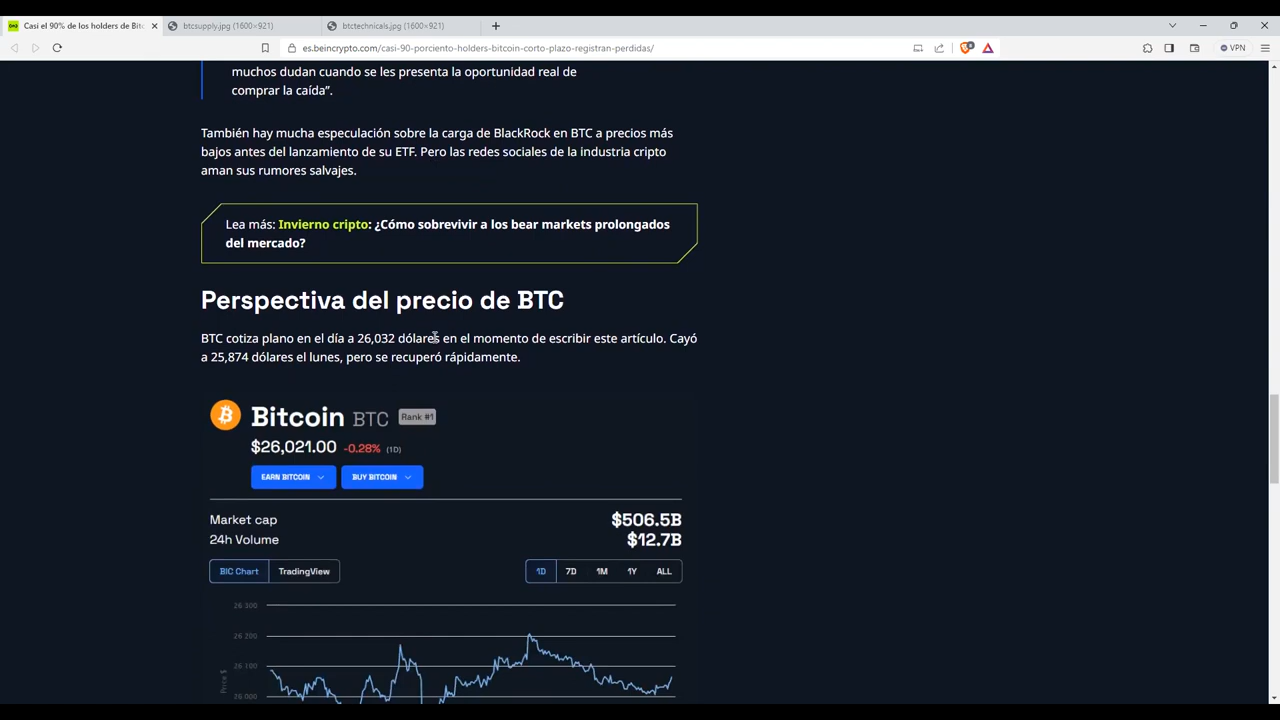 Casi el 90% de los holders de Bit
btcsupply.jpg (1600×921)
btctechnicals.jpg (1600×921)
es.beincrypto.com/casi-90-porciento-holders-bitcoin-corto-plazo-registran-perdidas/
VPN
muchos dudan cuando se les presenta la oportunidad real de
comprar la caída”.
También hay mucha especulación sobre la carga de BlackRock en BTC a precios más
bajos antes del lanzamiento de su ETF. Pero las redes sociales de la industria cripto
aman sus rumores salvajes.
Lea más: Invierno cripto: ¿Cómo sobrevivir a los bear markets prolongados
del mercado?
Perspectiva del precio de BTC
BTC cotiza plano en el día a 26,032 dólares en el momento de escribir este artículo. Cayó
a 25,874 dólares el lunes, pero se recuperó rápidamente.
Bitcoin BTC Rank #1
$26,021.00 -0.28% (1D)
EARN BITCOIN BUY BITCOIN
Market cap $506.5B
24h Volume $12.7B
BIC Chart TradingView 1D 7D 1M 1Y ALL
26 300
26 200
26 100
Price $
26 000